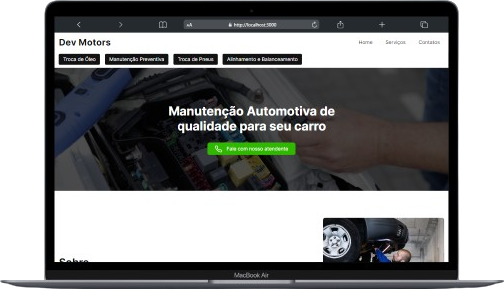 AA http://localhost:3000
Dev Motors
Home Serviços Contatos
Troca de Óleo Manutenção Preventiva Troca de Pneus Alinhamento e Balanceamento
Manutenção Automotiva de
qualidade para seu carro
Fale com nosso atendente
Sobre
MacBook Air